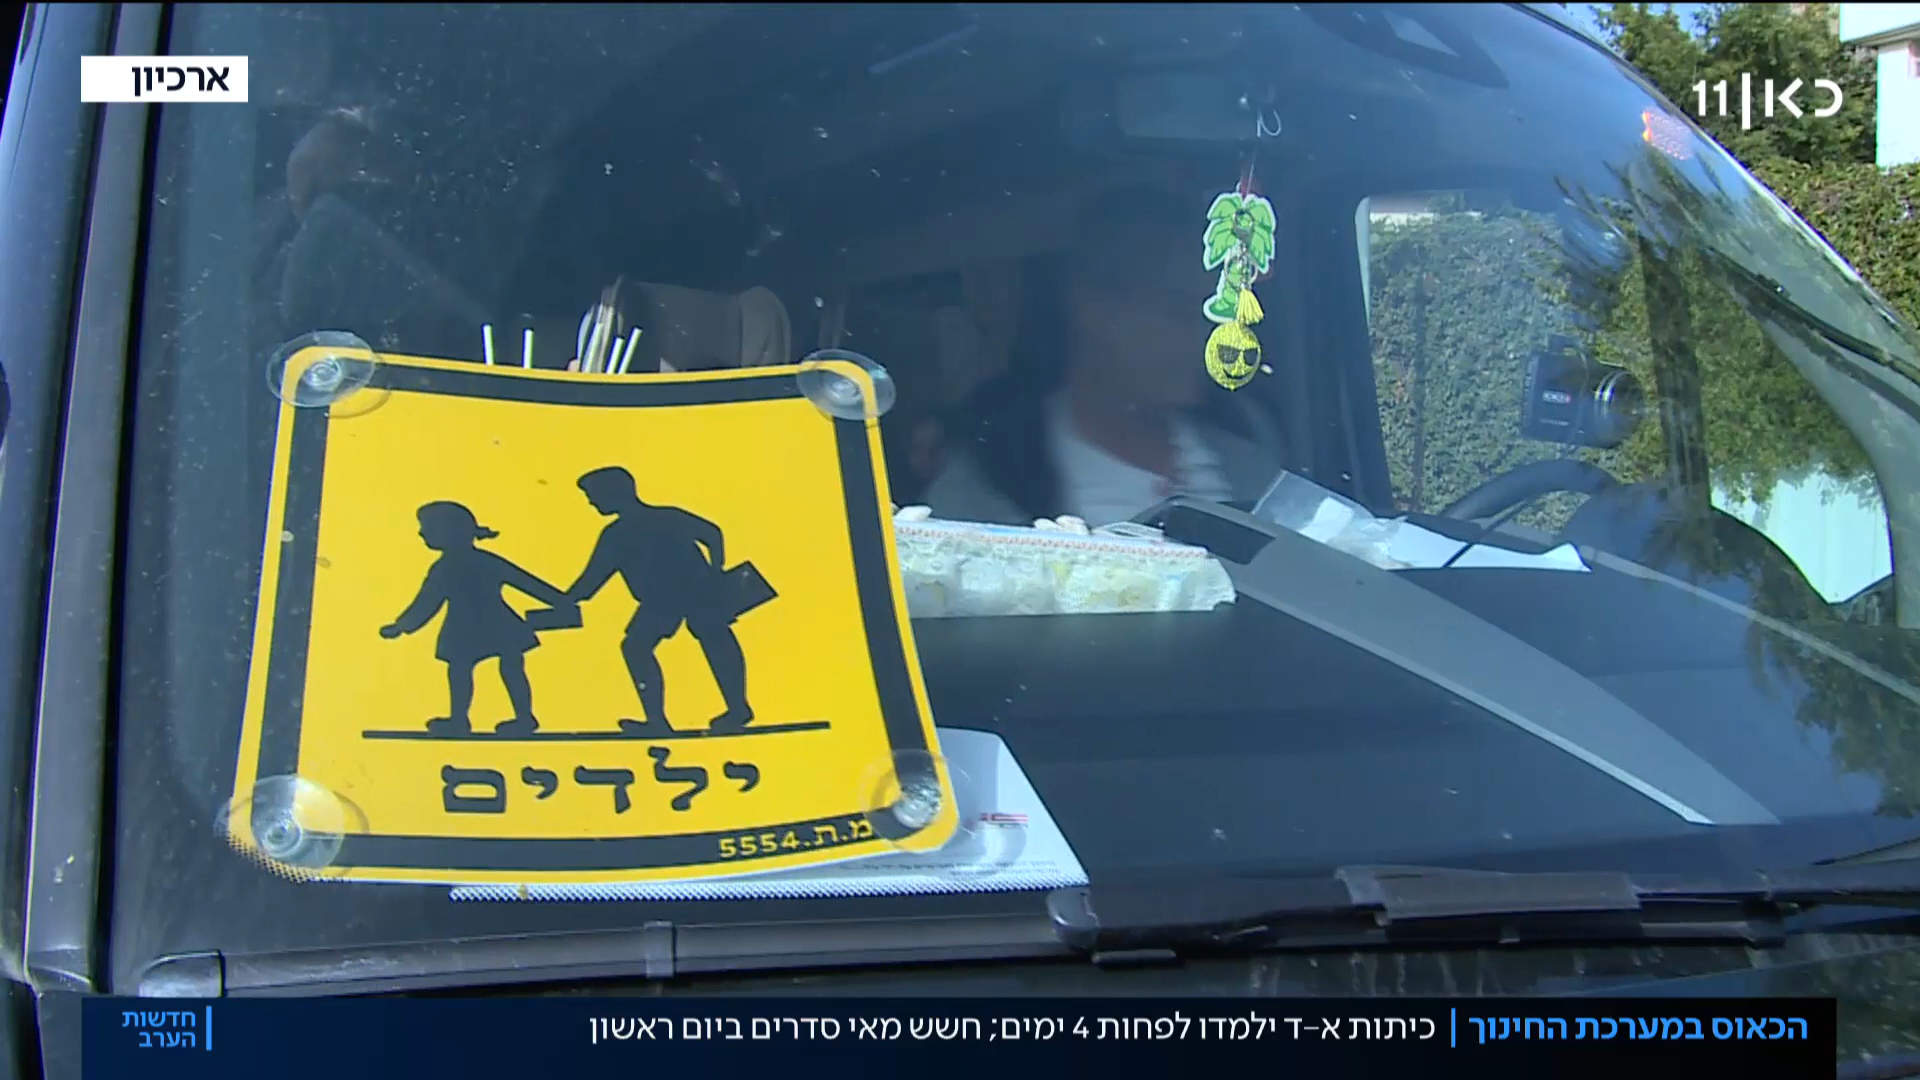 ארכיון
כאן 11
ילדים
מ.ת.5554
הכאוס במערכת החינוך | כיתות א-ד ילמדו לפחות 4 ימים; חשש מאי סדרים ביום ראשון
חדשות
הערב